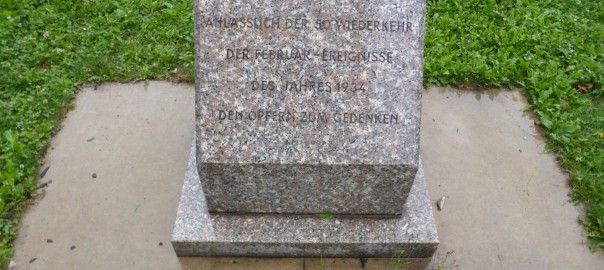 ANLÄSSLICH DER 50 WIEDERKEHR
DER FEBRUAR-EREIGNISSE
DES JAHRES 1934
DEN OPFERN ZUM GEDENKEN